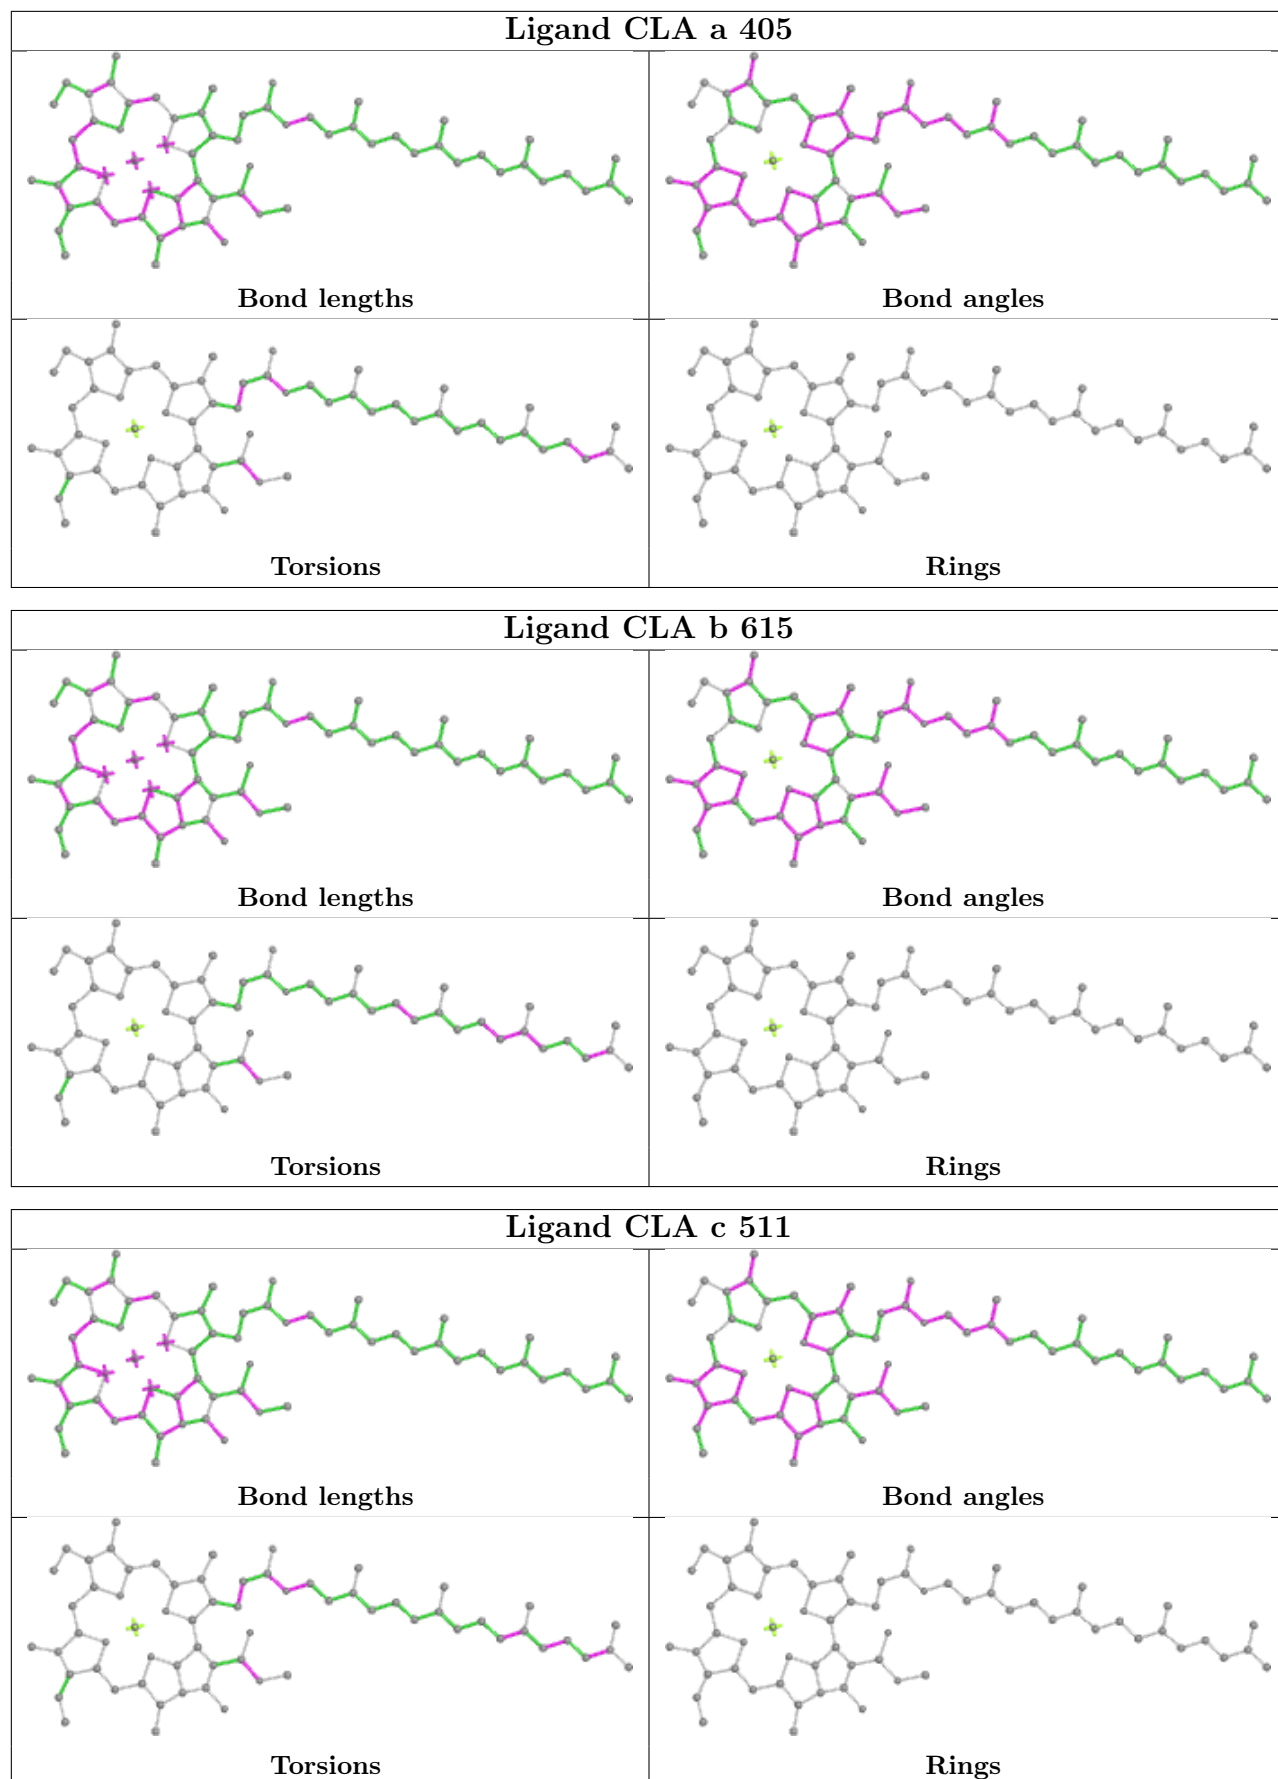 Ligand CLA a 405
Bond lengths
Bond angles
Torsions
Rings
Ligand CLA b 615
Bond lengths
Bond angles
Torsions
Rings
Ligand CLA c 511
Bond lengths
Bond angles
Torsions
Rings